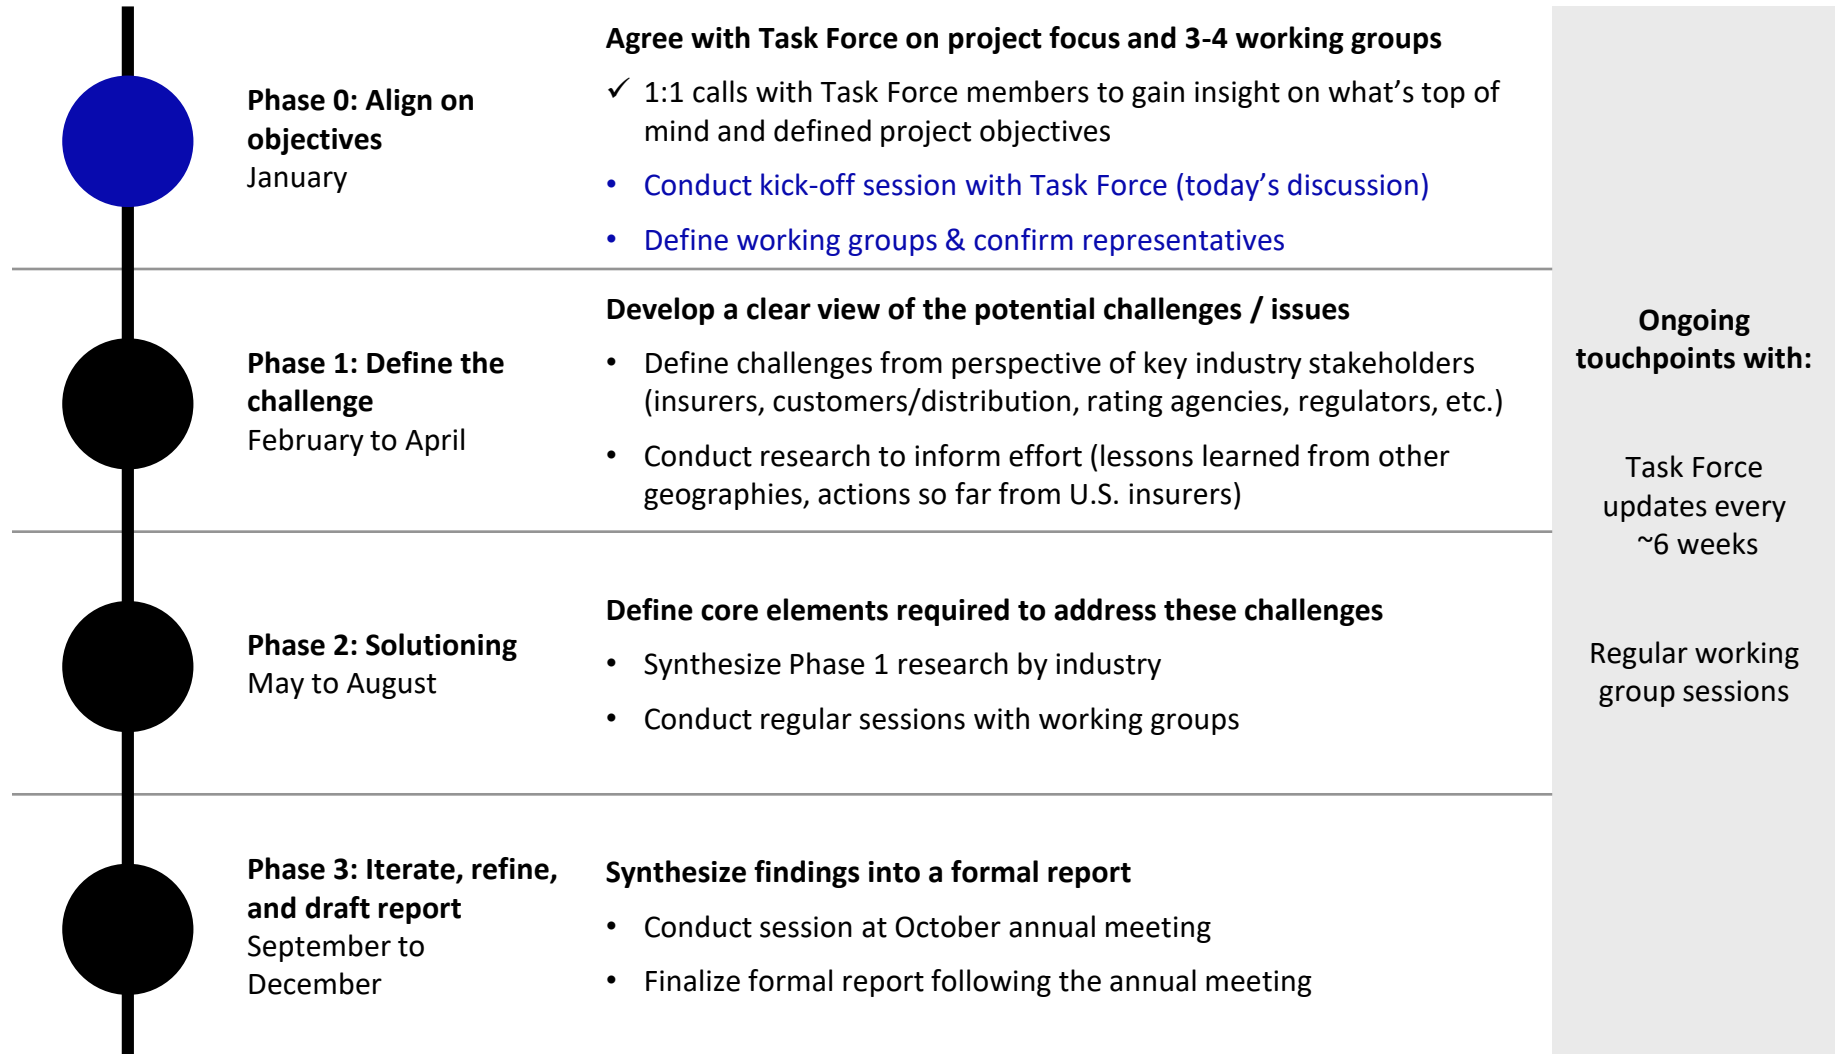 Agree with Task Force on project focus and 3-4 working groups
Phase 0: Align on
objectives
January
✓ 1:1 calls with Task Force members to gain insight on what's top of
mind and defined project objectives
• Conduct kick-off session with Task Force (today's discussion)
• Define working groups & confirm representatives
Develop a clear view of the potential challenges / issues
Phase 1: Define the
challenge
February to April
• Define challenges from perspective of key industry stakeholders
(insurers, customers/distribution, rating agencies, regulators, etc.)
• Conduct research to inform effort (lessons learned from other
geographies, actions so far from U.S. insurers)
Define core elements required to address these challenges
Phase 2: Solutioning
May to August
• Synthesize Phase 1 research by industry
• Conduct regular sessions with working groups
Phase 3: Iterate, refine,
and draft report
September to
December
Synthesize findings into a formal report
• Conduct session at October annual meeting
• Finalize formal report following the annual meeting
Ongoing
touchpoints with:
Task Force
updates every
~6 weeks
Regular working
group sessions